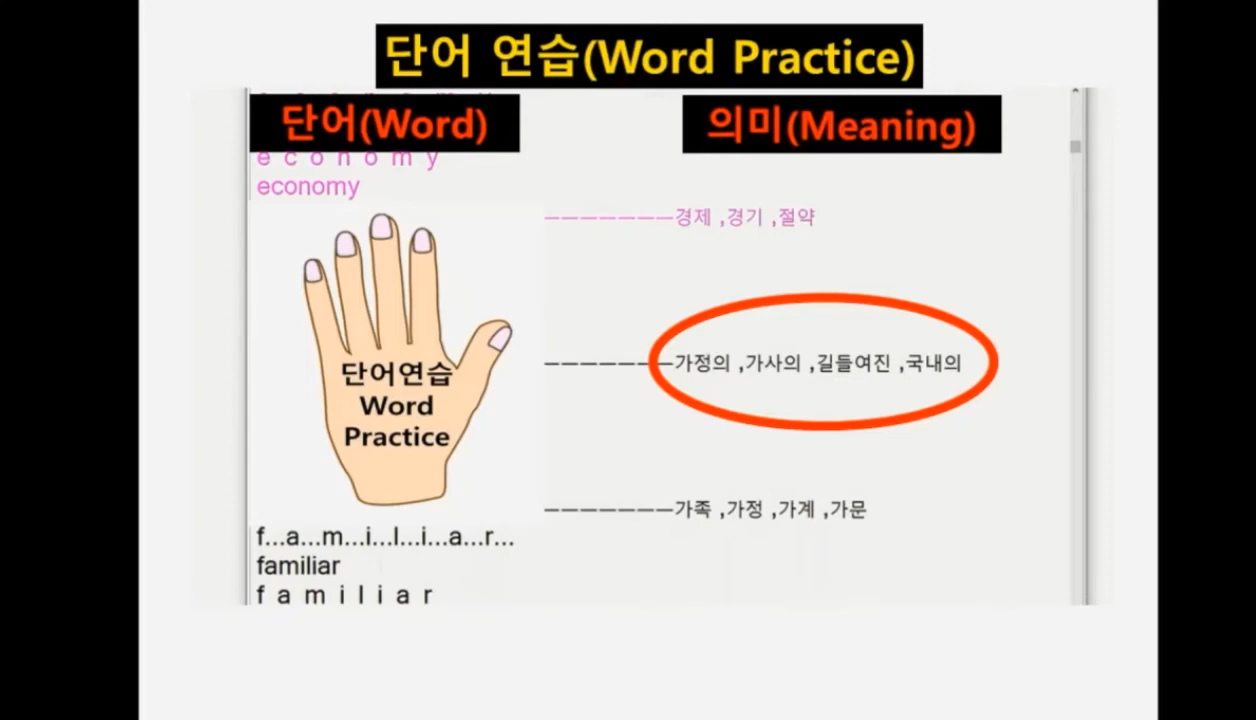 단어 연습(Word Practice)
단어(Word)
의미(Meaning)
e c o n o m y
economy
———————경제 ,경기 ,절약
———————가정의 ,가사의 ,길들여진 ,국내의
단어연습
Word
Practice
———————가족 ,가정 ,가계 ,가문
f...a...m...i...l...i...a...r...
familiar
f a m i l i a r